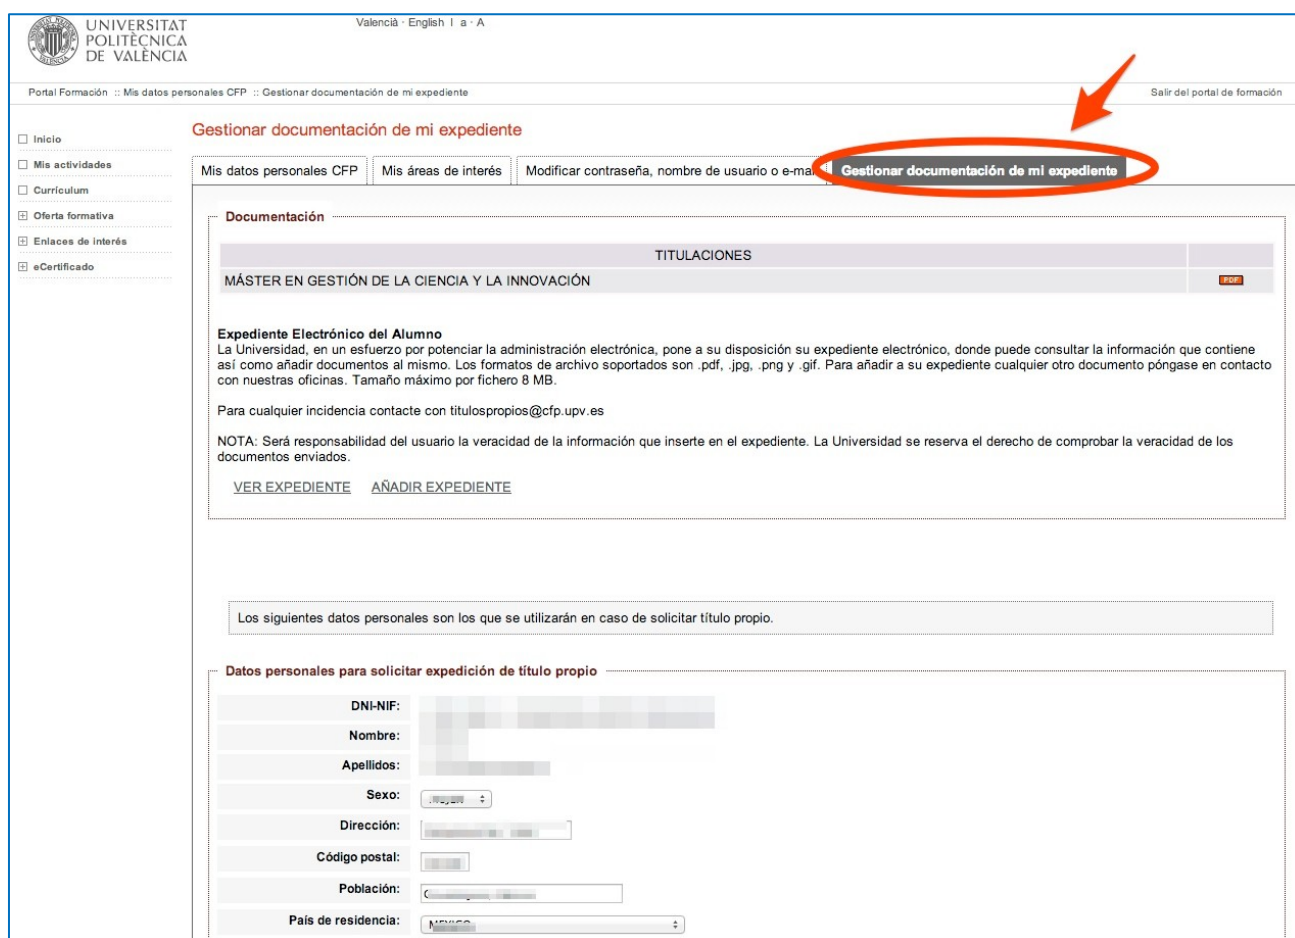 UNIVERSITAT
POLITÈCNICA
DE VALÈNCIA
Valencià · English | a · A
Portal Formación :: Mis datos personales CFP :: Gestionar documentación de mi expediente
Salir del portal de formación
Inicio
Mis actividades
Currículum
Oferta formativa
Enlaces de interés
eCertificado
Gestionar documentación de mi expediente
Mis datos personales CFP
Mis áreas de interés
Modificar contraseña, nombre de usuario o e-mai
Gestionar documentación de mi expediente
Documentación
TITULACIONES
MÁSTER EN GESTIÓN DE LA CIENCIA Y LA INNOVACIÓN
PDF
Expediente Electrónico del Alumno
La Universidad, en un esfuerzo por potenciar la administración electrónica, pone a su disposición su expediente electrónico, donde puede consultar la información que contiene
así como añadir documentos al mismo. Los formatos de archivo soportados son .pdf, .jpg, .png y .gif. Para añadir a su expediente cualquier otro documento póngase en contacto
con nuestras oficinas. Tamaño máximo por fichero 8 MB.
Para cualquier incidencia contacte con titulospropios@cfp.upv.es
NOTA: Será responsabilidad del usuario la veracidad de la información que inserte en el expediente. La Universidad se reserva el derecho de comprobar la veracidad de los
documentos enviados.
VER EXPEDIENTE AÑADIR EXPEDIENTE
Los siguientes datos personales son los que se utilizarán en caso de solicitar título propio.
Datos personales para solicitar expedición de título propio
DNI-NIF:
Nombre:
Apellidos:
Sexo:
Dirección:
Código postal:
Población:
País de residencia: